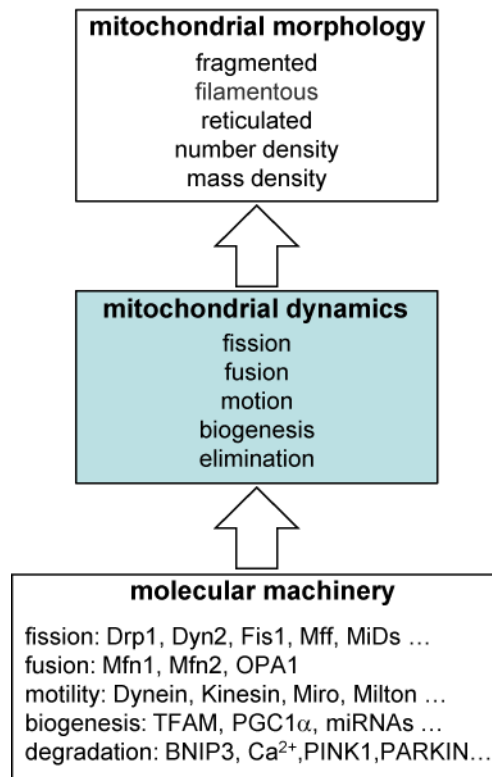 mitochondrial morphology
fragmented
filamentous
reticulated
number density
mass density
mitochondrial dynamics
fission
fusion
motion
biogenesis
elimination
molecular machinery
fission: Drp1, Dyn2, Fis1, Mff, MiDs ...
fusion: Mfn1, Mfn2, OPA1
motility: Dynein, Kinesin, Miro, Milton ...
biogenesis: TFAM, PGC1α, miRNAs ...
degradation: BNIP3, Ca²⁺,PINK1,PARKIN...